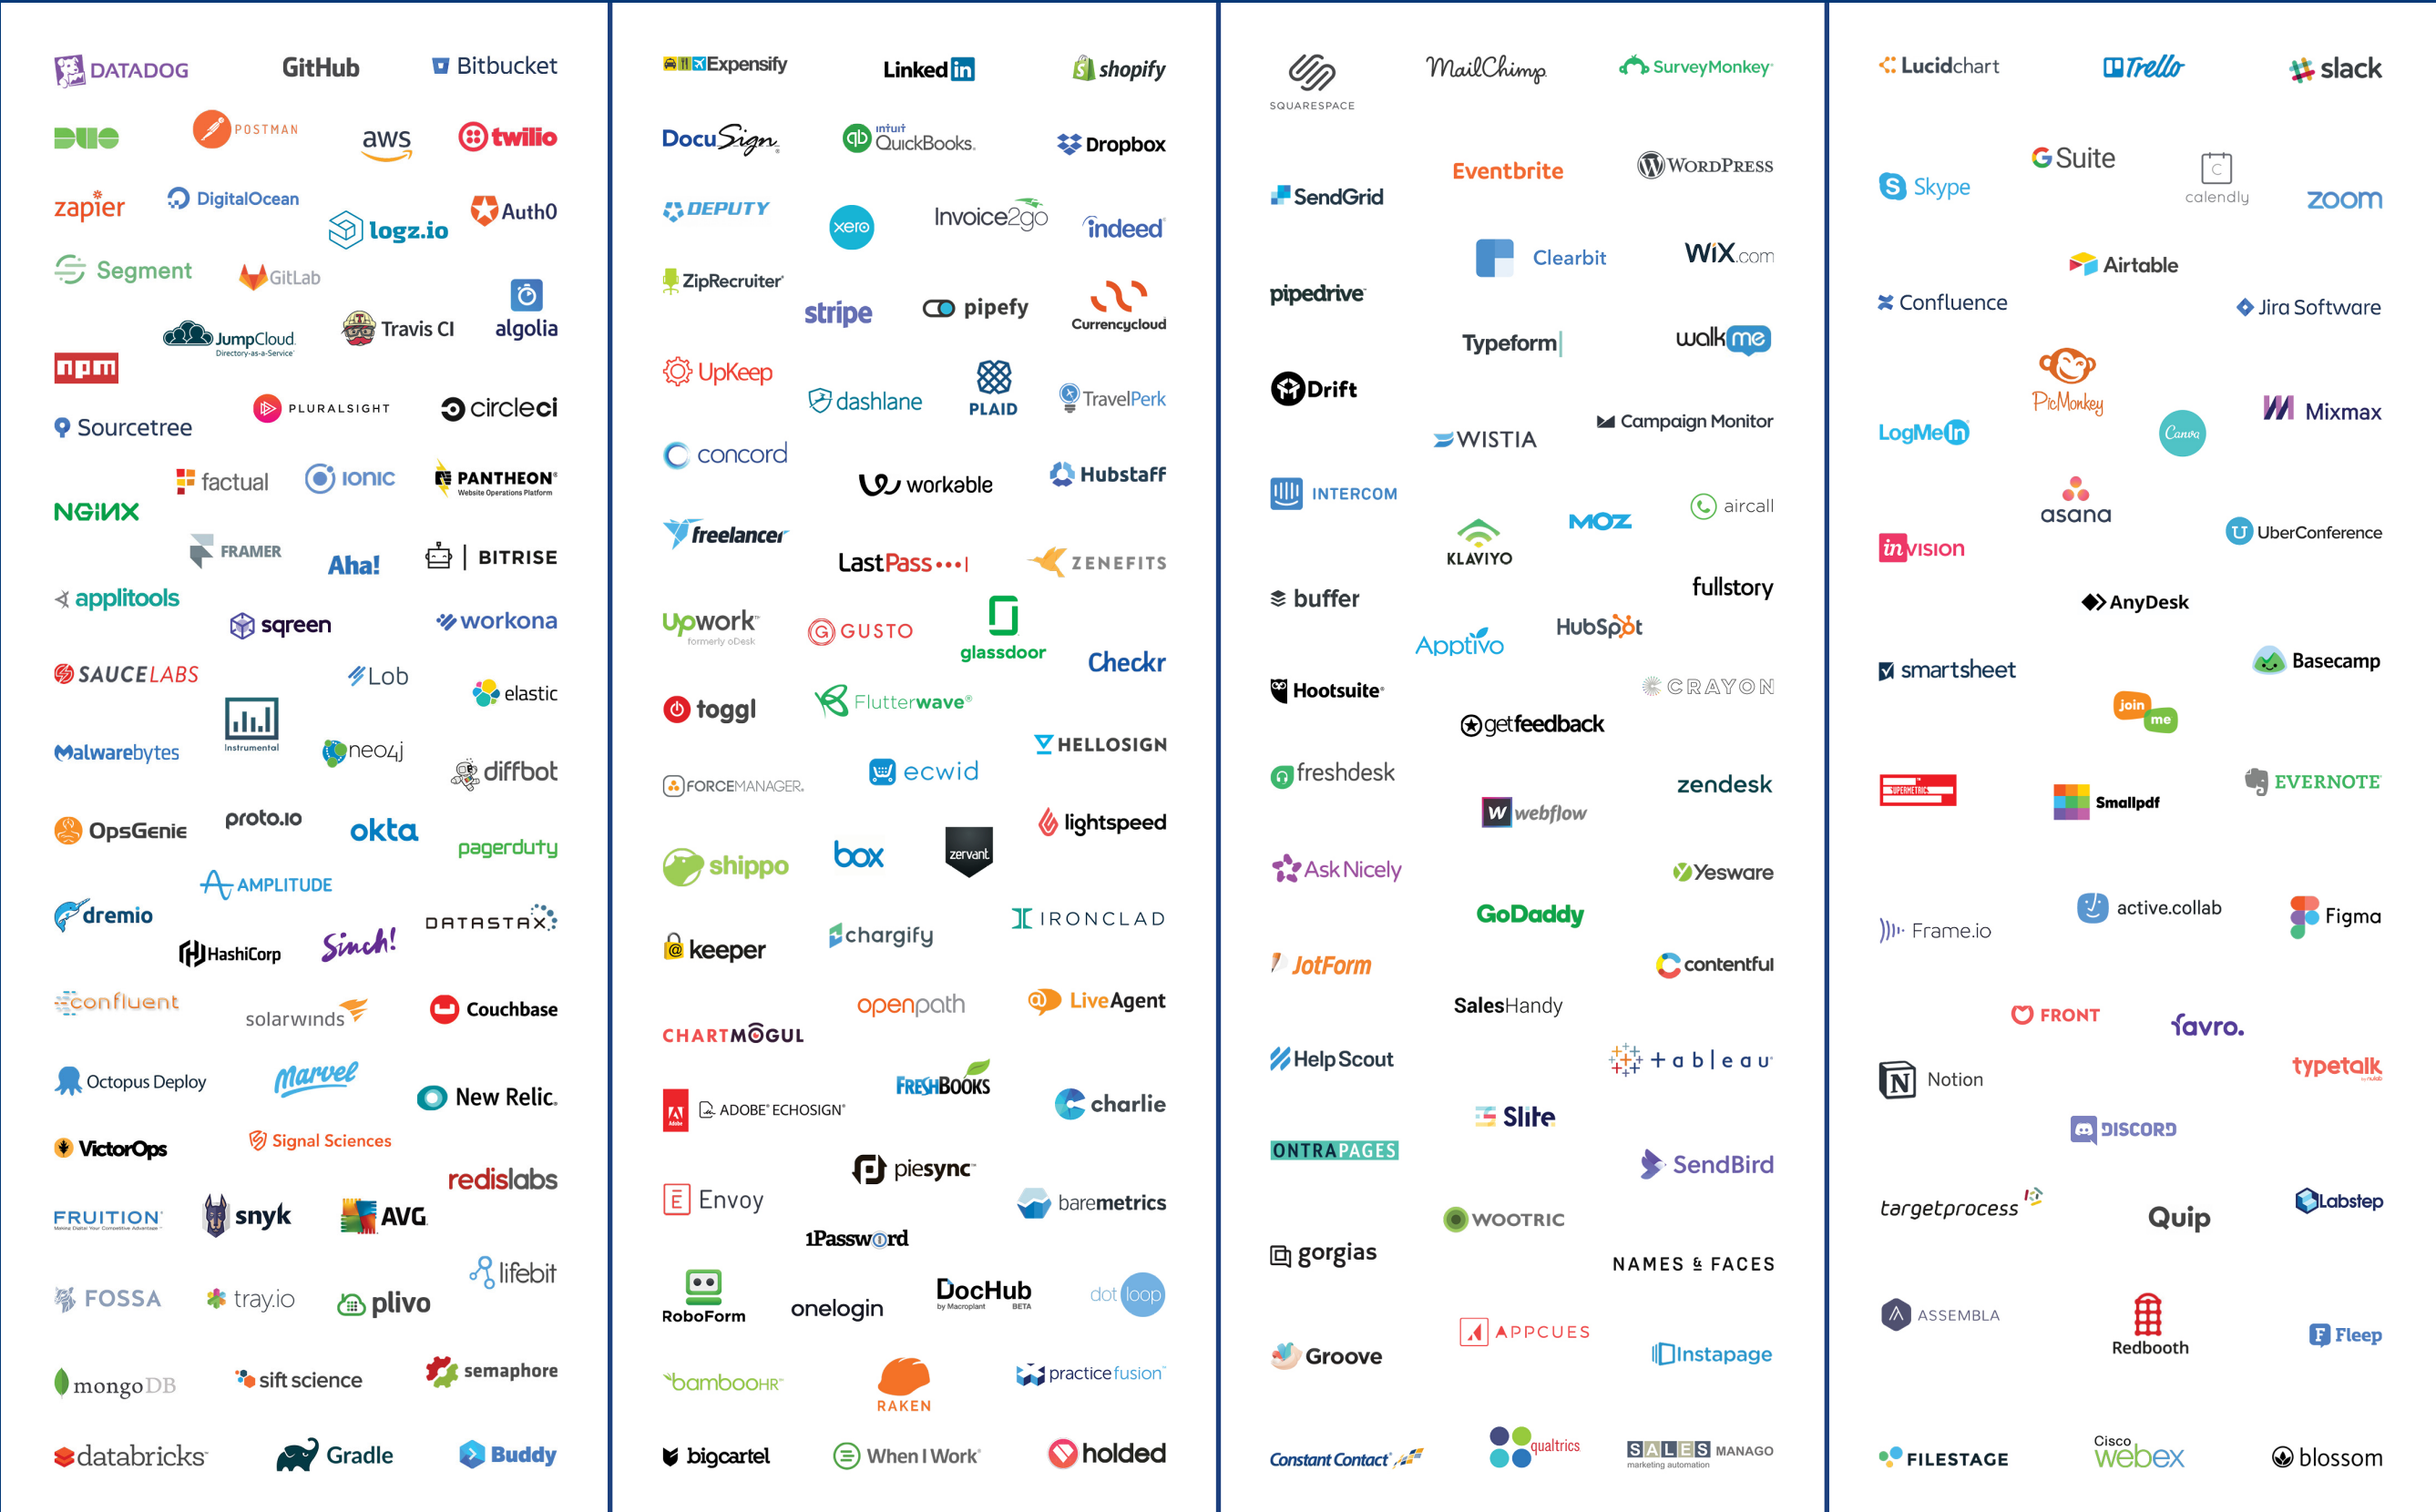 DATADOG
GitHub
Bitbucket
DUO
POSTMAN
aws
twilio
zapier
DigitalOcean
logz.io
Auth0
Segment
GitLab
algolia
JumpCloud
Directory-as-a-Service
Travis CI
npm
PLURALSIGHT
circleci
Sourcetree
factual
ionic
PANTHEON
Website Operations Platform
NGiNX
FRAMER
Aha!
BITRISE
applitools
sqreen
workona
SAUCELABS
Lob
elastic
Instrumental
Malwarebytes
neo4j
diffbot
OpsGenie
proto.io
okta
pagerduty
AMPLITUDE
dremio
DATASTAX
HashiCorp
Sinch!
confluent
solarwinds
Couchbase
Octopus Deploy
Marvel
New Relic.
VictorOps
Signal Sciences
redislabs
FRUITION
snyk
AVG
lifebit
FOSSA
tray.io
plivo
mongoDB
sift science
semaphore
databricks
Gradle
Buddy
Expensify
Linkedin
shopify
DocuSign
intuit
qb QuickBooks.
Dropbox
DEPUTY
xero
Invoice2go
indeed
ZipRecruiter
stripe
pipefy
Currencycloud
UpKeep
dashlane
PLAID
TravelPerk
concord
workable
Hubstaff
freelancer
LastPass
ZENEFITS
Upwork
formerly oDesk
G GUSTO
glassdoor
Checkr
toggl
Flutterwave®
HELLOSIGN
FORCEMANAGER.
ecwid
lightspeed
shippo
box
zervant
IRONCLAD
@ keeper
chargify
openpath
@ LiveAgent
CHARTMOGUL
FRESHBOOKS
Adobe
ADOBE® ECHOSIGN®
charlie
piesync
E Envoy
baremetrics
1Password
RoboForm
onelogin
DocHub
by Macroplant BETA
dotloop
bambooHR
RAKEN
practice fusion
bigcartel
When I Work
holded
SQUARESPACE
MailChimp
SurveyMonkey
SendGrid
Eventbrite
WORDPRESS
Clearbit
WiX.com
pipedrive
Typeform
walkme
Drift
WISTIA
Campaign Monitor
INTERCOM
MOZ
aircall
KLAVIYO
buffer
fullstory
Apptivo
HubSpot
Hootsuite
CRAYON
getfeedback
freshdesk
zendesk
W webflow
AskNicely
Yesware
GoDaddy
JotForm
contentful
SalesHandy
Help Scout
tableau
Slite
ONTRAPAGES
SendBird
WOOTRIC
gorgias
NAMES & FACES
APPCUES
Groove
Instapage
Constant Contact
qualtrics
SALES MANAGO
marketing automation
Lucidchart
Trello
slack
S Skype
G Suite
C
calendly
zoom
Airtable
Confluence
Jira Software
PicMonkey
LogMeIn
Canva
Mixmax
asana
invision
U UberConference
AnyDesk
smartsheet
Basecamp
join
me
SUPERMETRICS
Smallpdf
EVERNOTE
Frame.io
active.collab
Figma
FRONT
favro.
N Notion
typetalk
by nulab
DISCORD
targetprocess
Quip
Labstep
ASSEMBLA
Redbooth
F Fleep
FILESTAGE
Cisco
webex
blossom